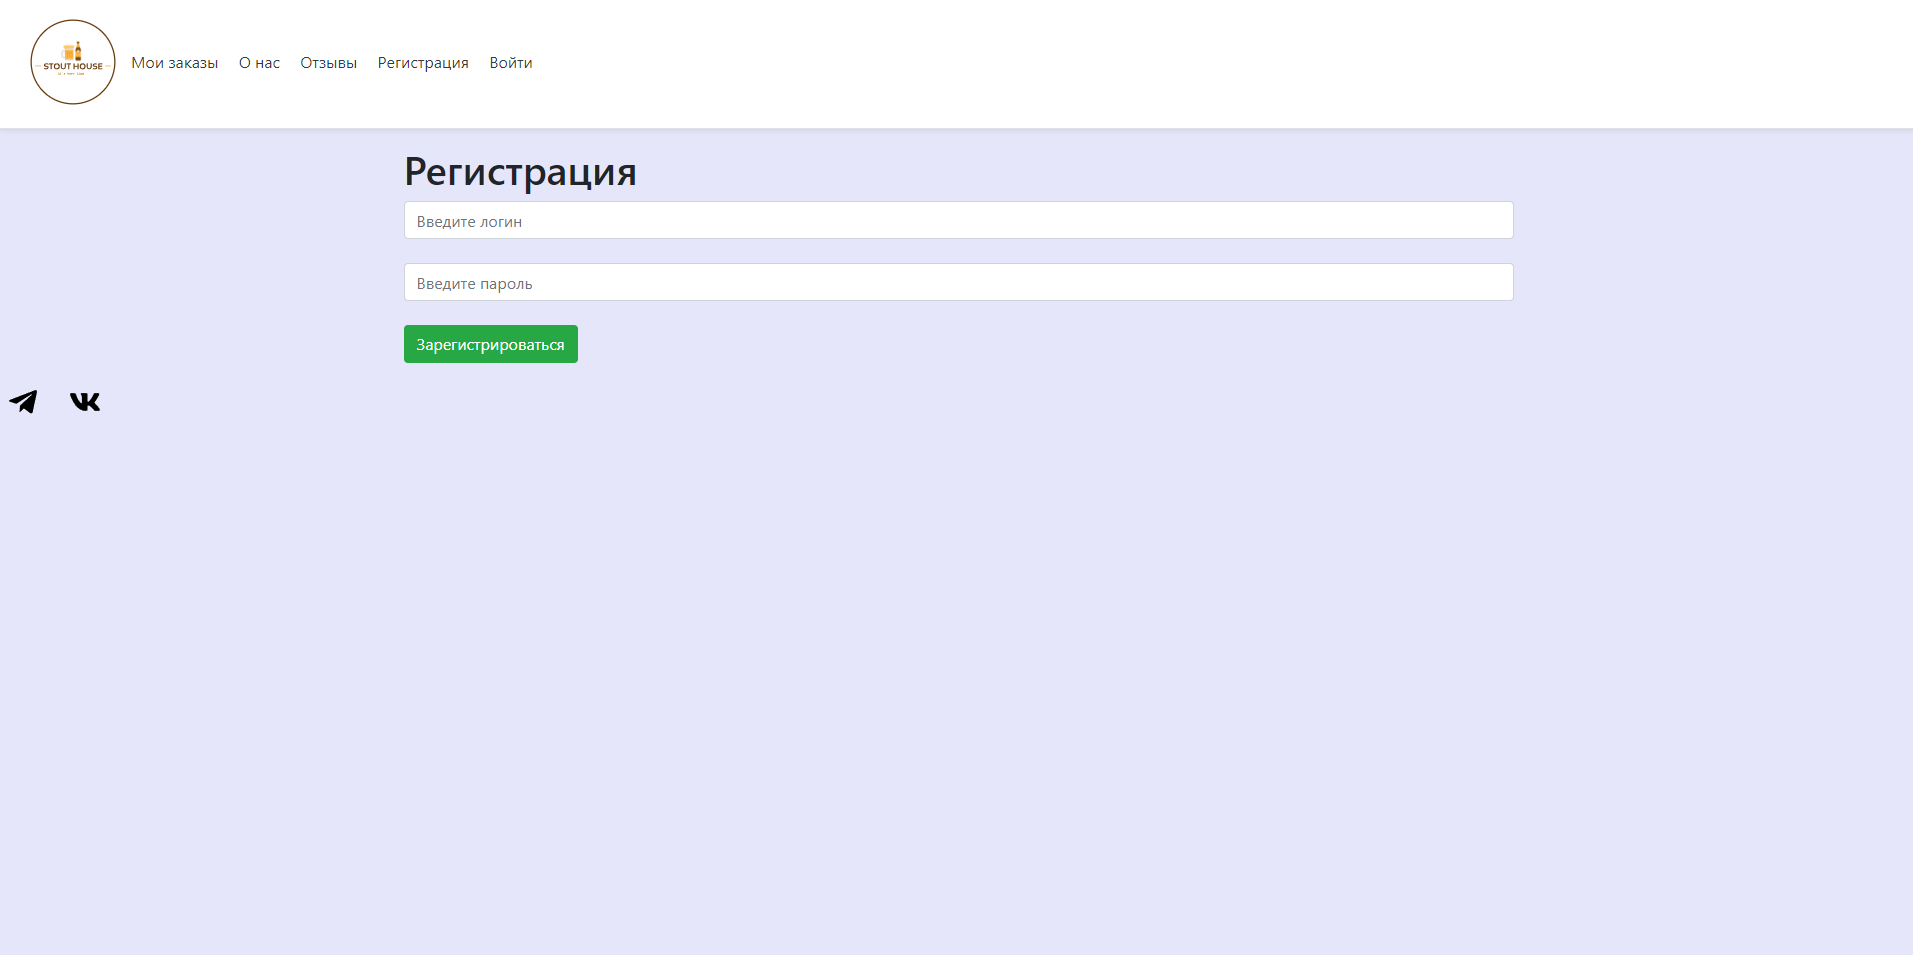 STOUT HOUSE
Мои заказы О нас Отзывы Регистрация Войти
Регистрация
Введите логин
Введите пароль
Зарегистрироваться